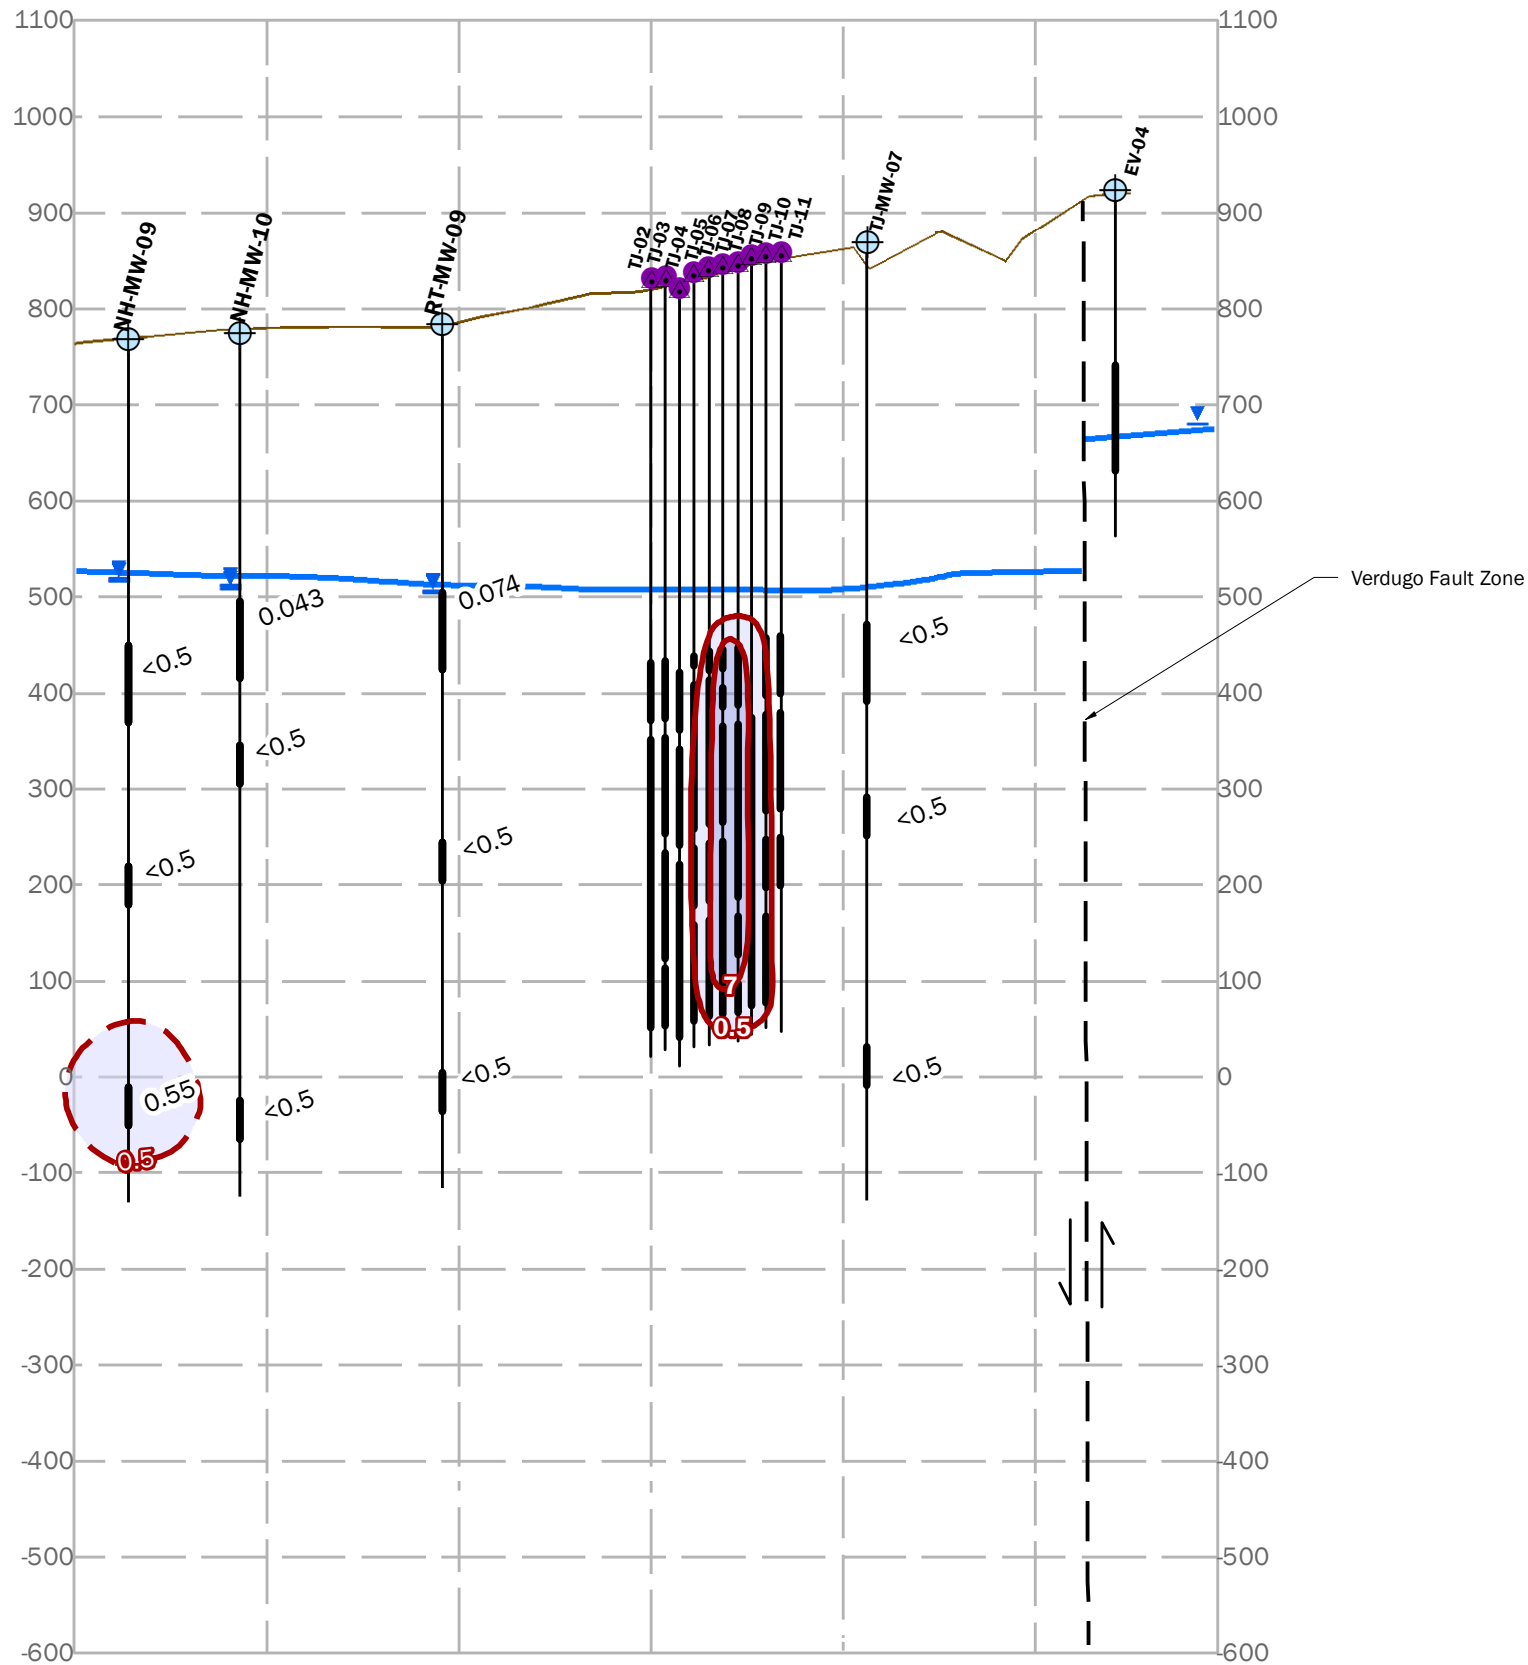 1100 1100
1000 1000
900 900
800 800
700 700
600 600
500 500
400 400
300 300
200 200
100 100
0 0
-100 -100
-200 -200
-300 -300
-400 -400
-500 -500
-600 -600
NH-MW-09
NH-MW-10
RT-MW-09
TJ-02
TJ-03
TJ-04
TJ-05
TJ-06
TJ-07
TJ-08
TJ-09
TJ-10
TJ-11
TJ-MW-07
EV-04
<0.5
<0.5
0.55
0.5
0.043
<0.5
<0.5
0.074
<0.5
<0.5
7
0.5
<0.5
<0.5
<0.5
Verdugo Fault Zone